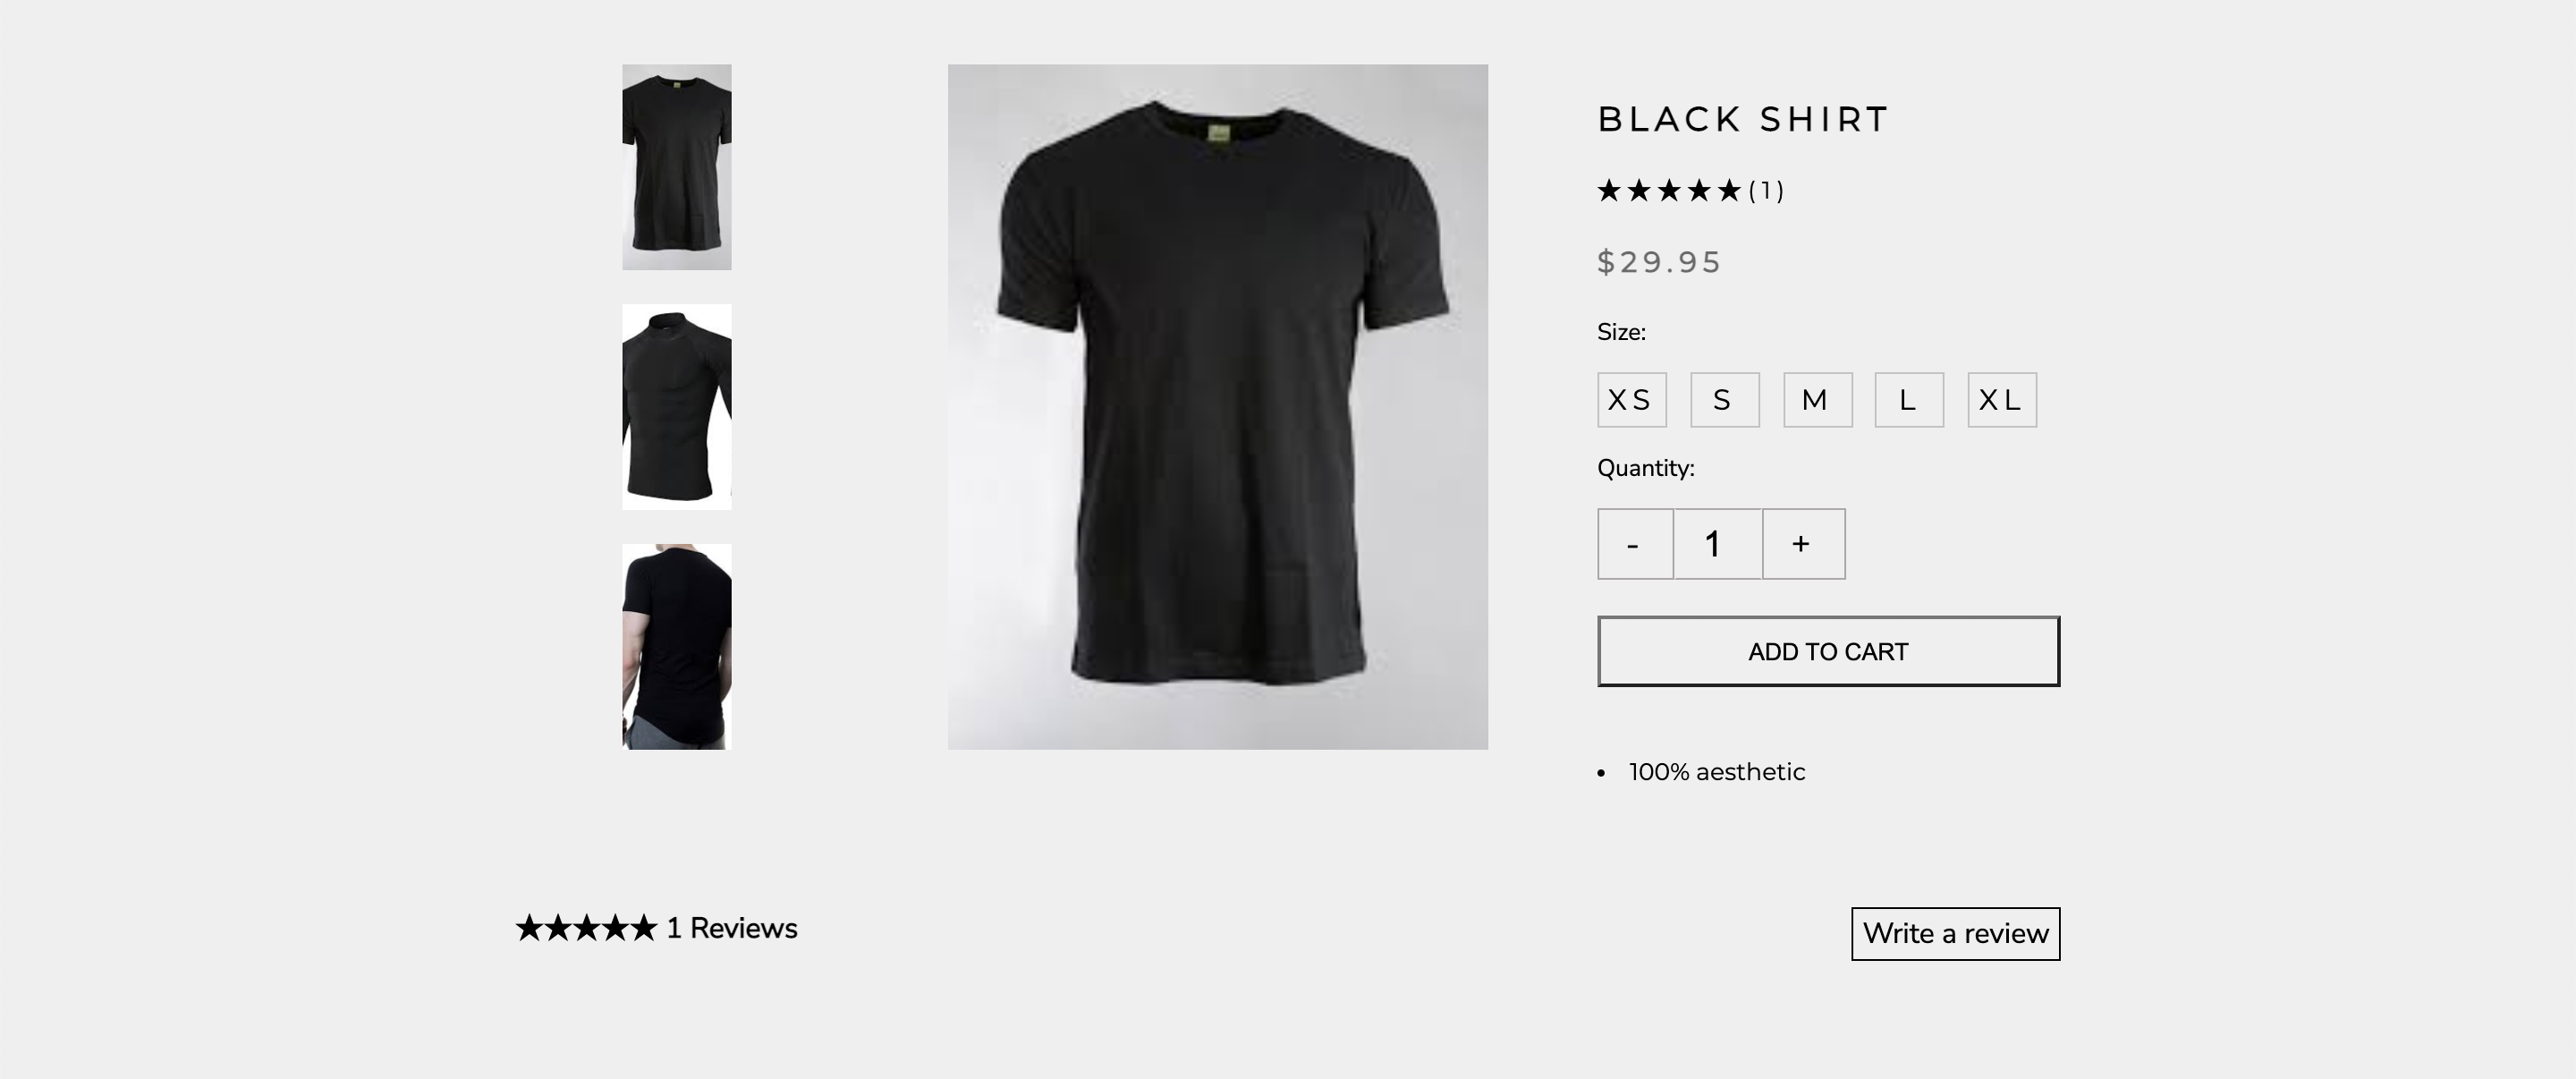 BLACK SHIRT
★★★★★(1)
$29.95
Size:
XS S M L XL
Quantity:
- 1 +
ADD TO CART
• 100% aesthetic
★★★★★ 1 Reviews
Write a review